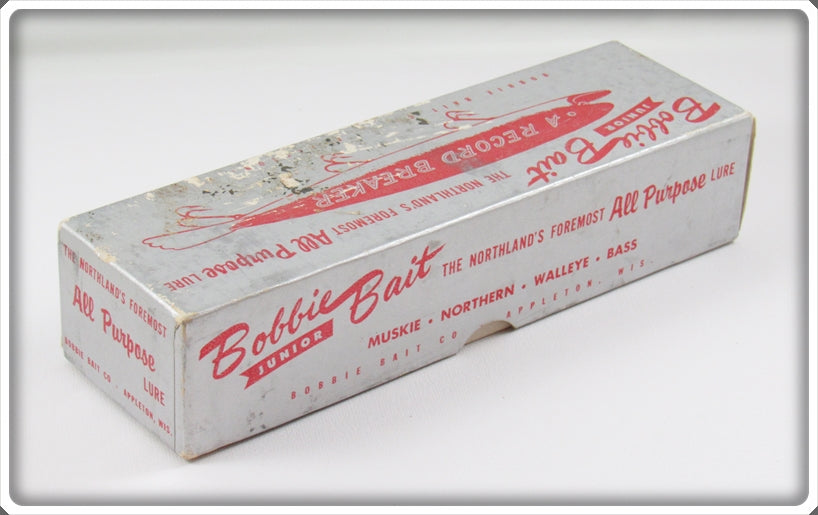 BOBBIE BAIT
Bobbie Bait
JUNIOR
A RECORD BREAKER
THE NORTHLAND'S FOREMOST All Purpose LURE
Bobbie Bait THE NORTHLAND'S FOREMOST All Purpose LURE
JUNIOR
MUSKIE • NORTHERN • WALLEYE • BASS
BOBBIE BAIT CO APPLETON, WIS.
THE NORTHLAND'S FOREMOST
All Purpose
LURE
BOBBIE BAIT CO. APPLETON, WIS.